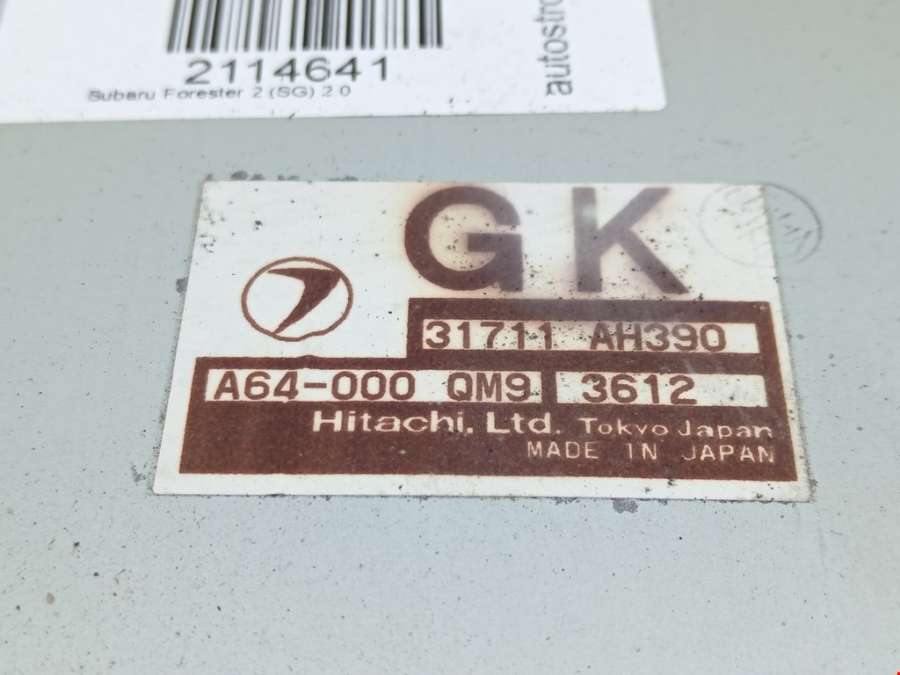 2114641
Subaru Forester 2 (SG) 2.0
autostro
GK
31711 AH390
A64-000 QM9 3612
Hitachi, Ltd. Tokyo Japan
MADE IN JAPAN